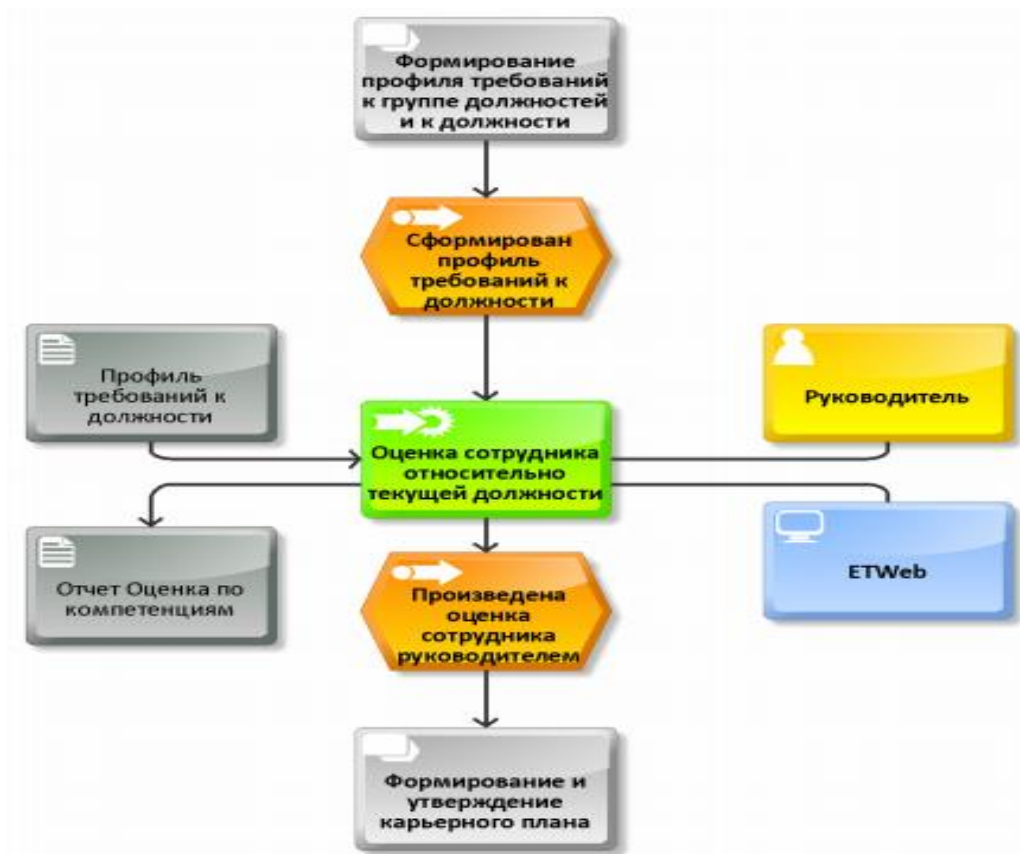 Формирование
профиля требований
к группе должностей
и к должности
Сформирован
профиль
требований к
должности
Профиль
требований к
должности
Руководитель
Оценка сотрудника
относительно
текущей должности
Отчет Оценка по
компетенциям
ETWeb
Произведена
оценка
сотрудника
руководителем
Формирование и
утверждение
карьерного плана